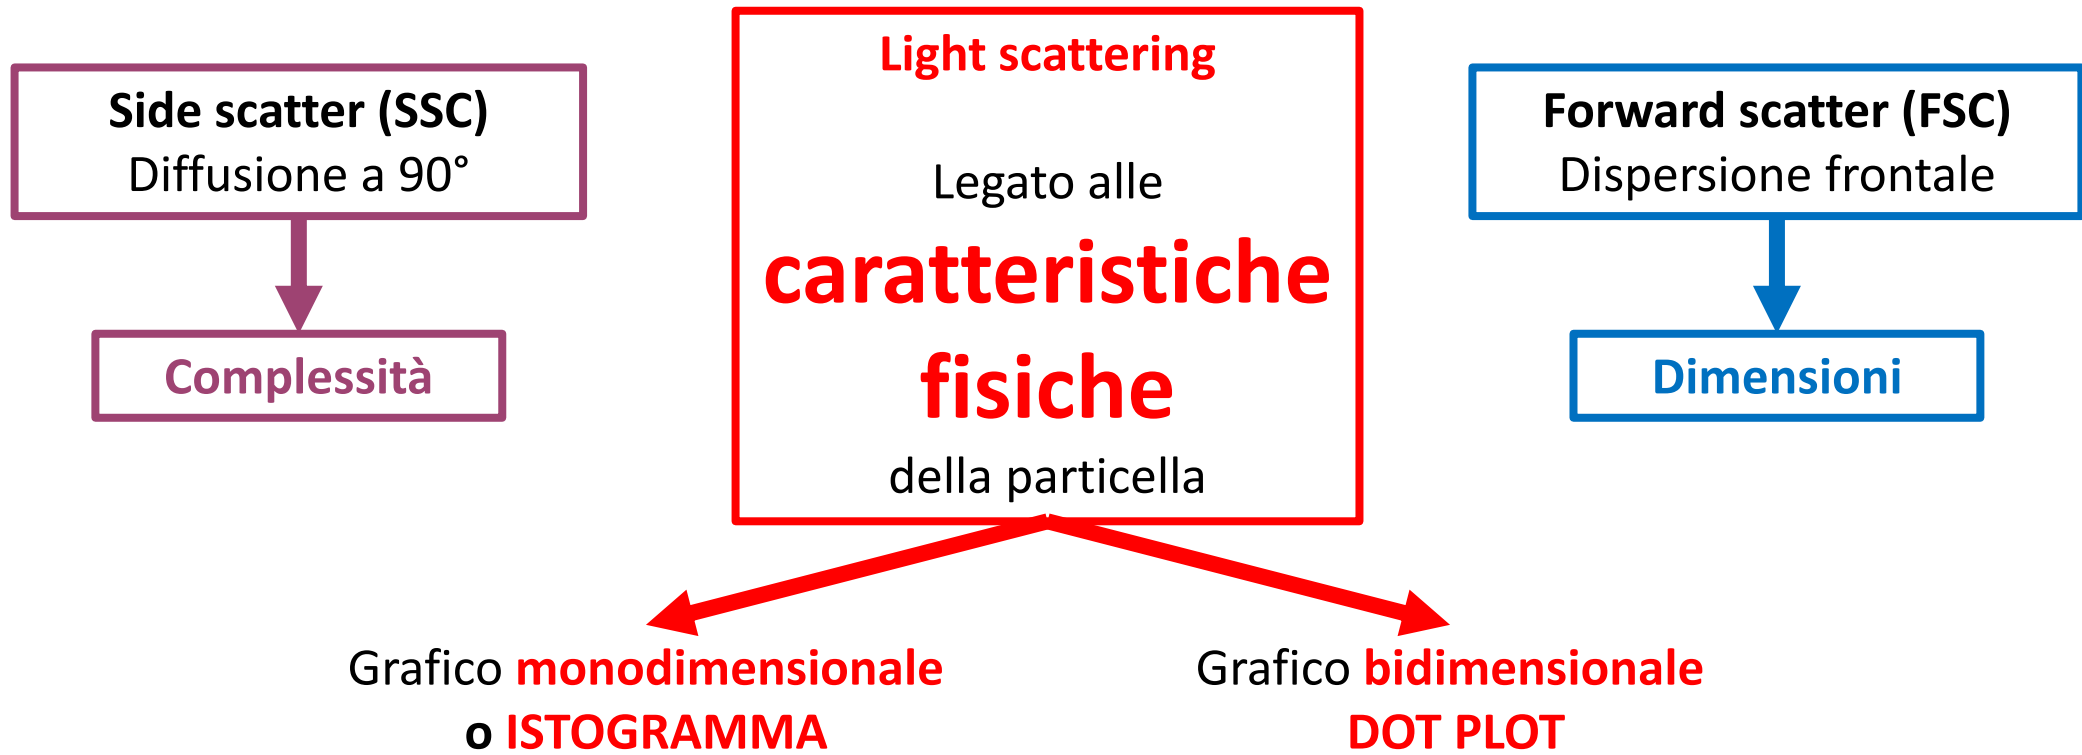 Side scatter (SSC)
Diffusione a 90°
Complessità
Light scattering
Legato alle
caratteristiche
fisiche
della particella
Forward scatter (FSC)
Dispersione frontale
Dimensioni
Grafico monodimensionale
o ISTOGRAMMA
Grafico bidimensionale
DOT PLOT